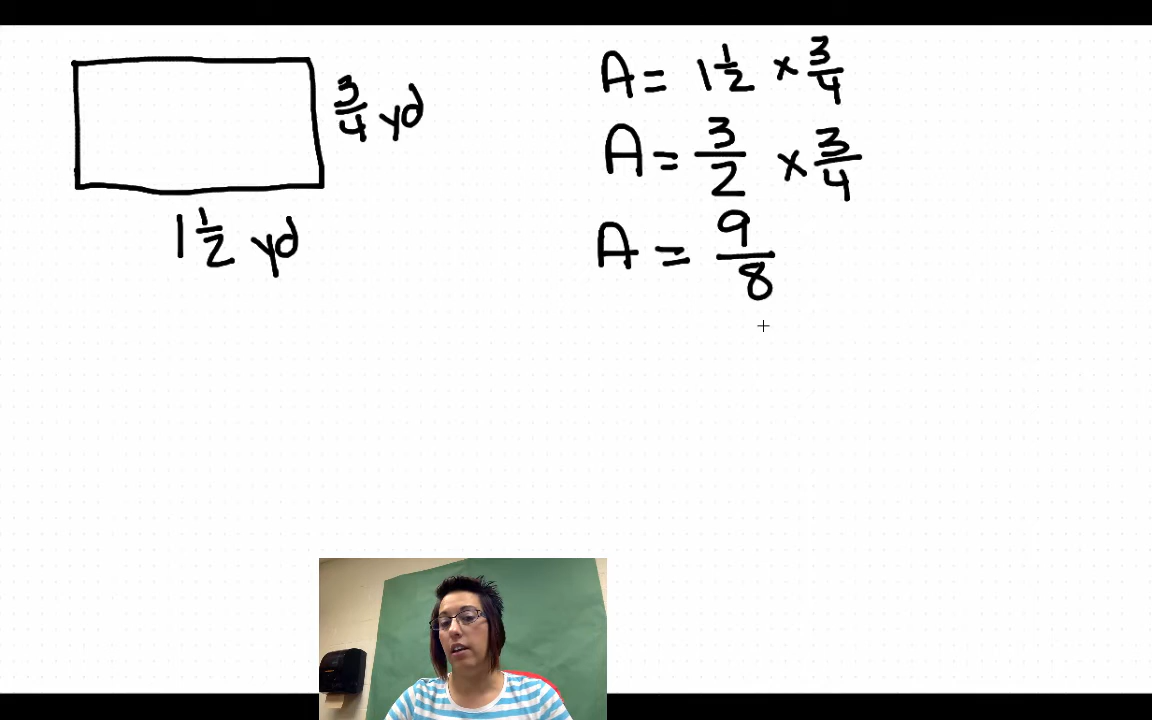 3/4 yd
1 1/2 yd
A = 1 1/2 × 3/4
A = 3/2 × 3/4
A = 9/8